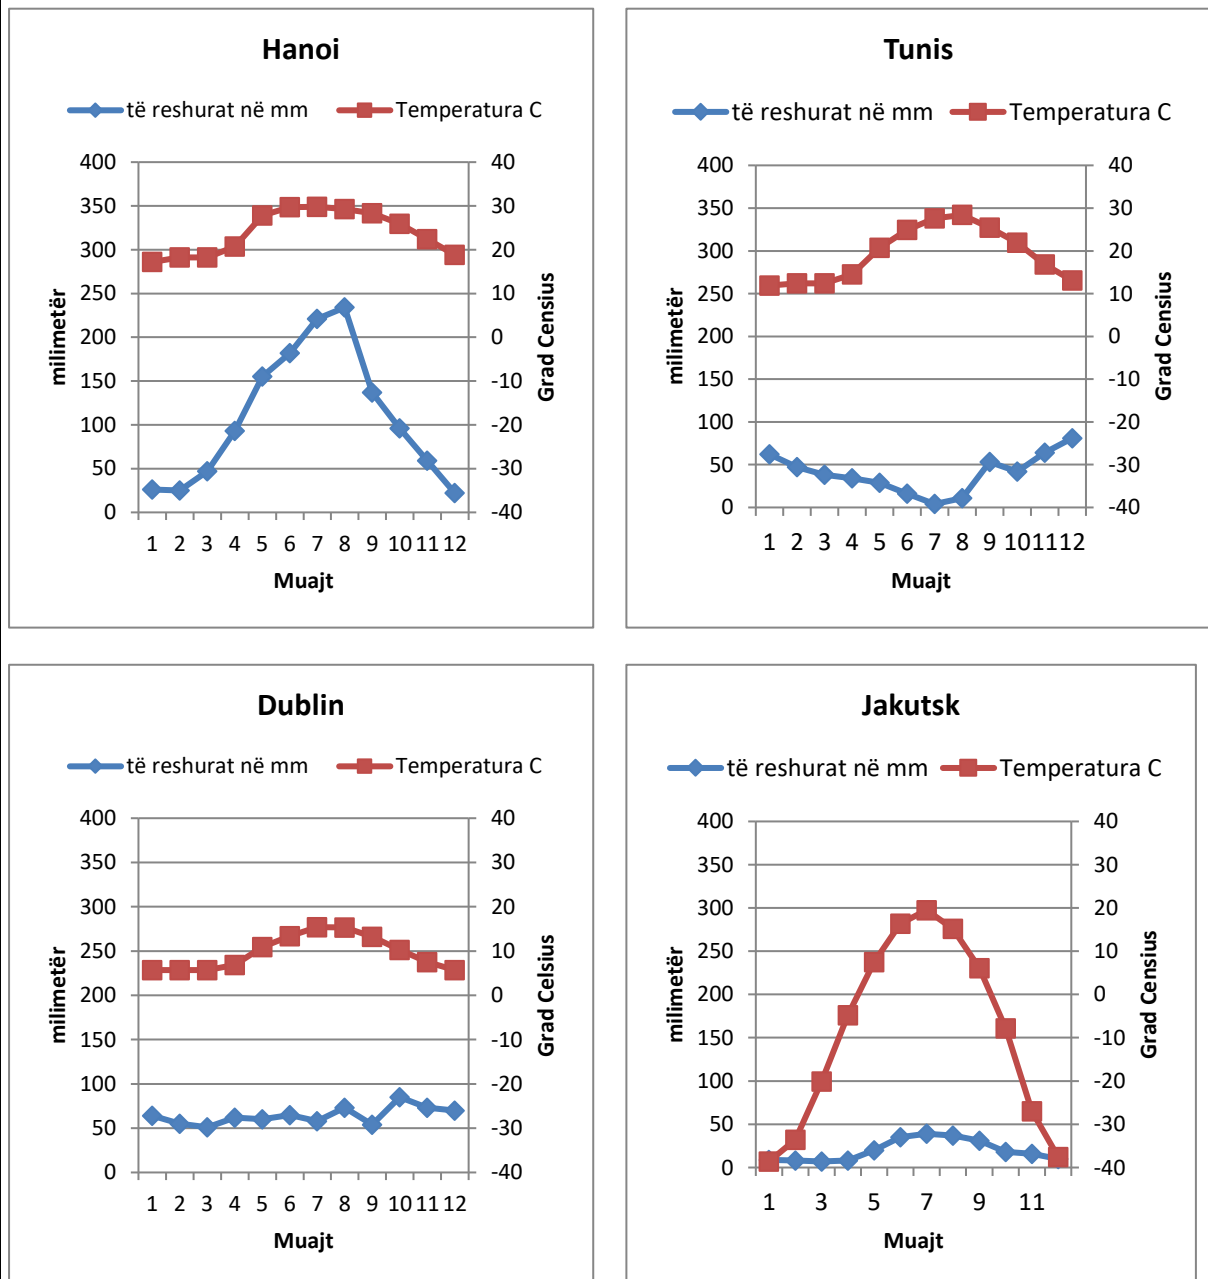 Hanoi
të reshurat në mm Temperatura C
400 40
350 30
300 20
250 10
200 0
150 -10
100 -20
50 -30
0 -40
milimetër
Grad Censius
1 2 3 4 5 6 7 8 9 10 11 12
Muajt
Tunis
të reshurat në mm Temperatura C
400 40
350 30
300 20
250 10
200 0
150 -10
100 -20
50 -30
0 -40
milimetër
Grad Censius
1 2 3 4 5 6 7 8 9 10 11 12
Muajt
Dublin
të reshurat në mm Temperatura C
400 40
350 30
300 20
250 10
200 0
150 -10
100 -20
50 -30
0 -40
milimetër
Grad Celsius
1 2 3 4 5 6 7 8 9 10 11 12
Muajt
Jakutsk
të reshurat në mm Temperatura C
400 40
350 30
300 20
250 10
200 0
150 -10
100 -20
50 -30
0 -40
milimetër
Grad Censius
1 3 5 7 9 11
Muajt